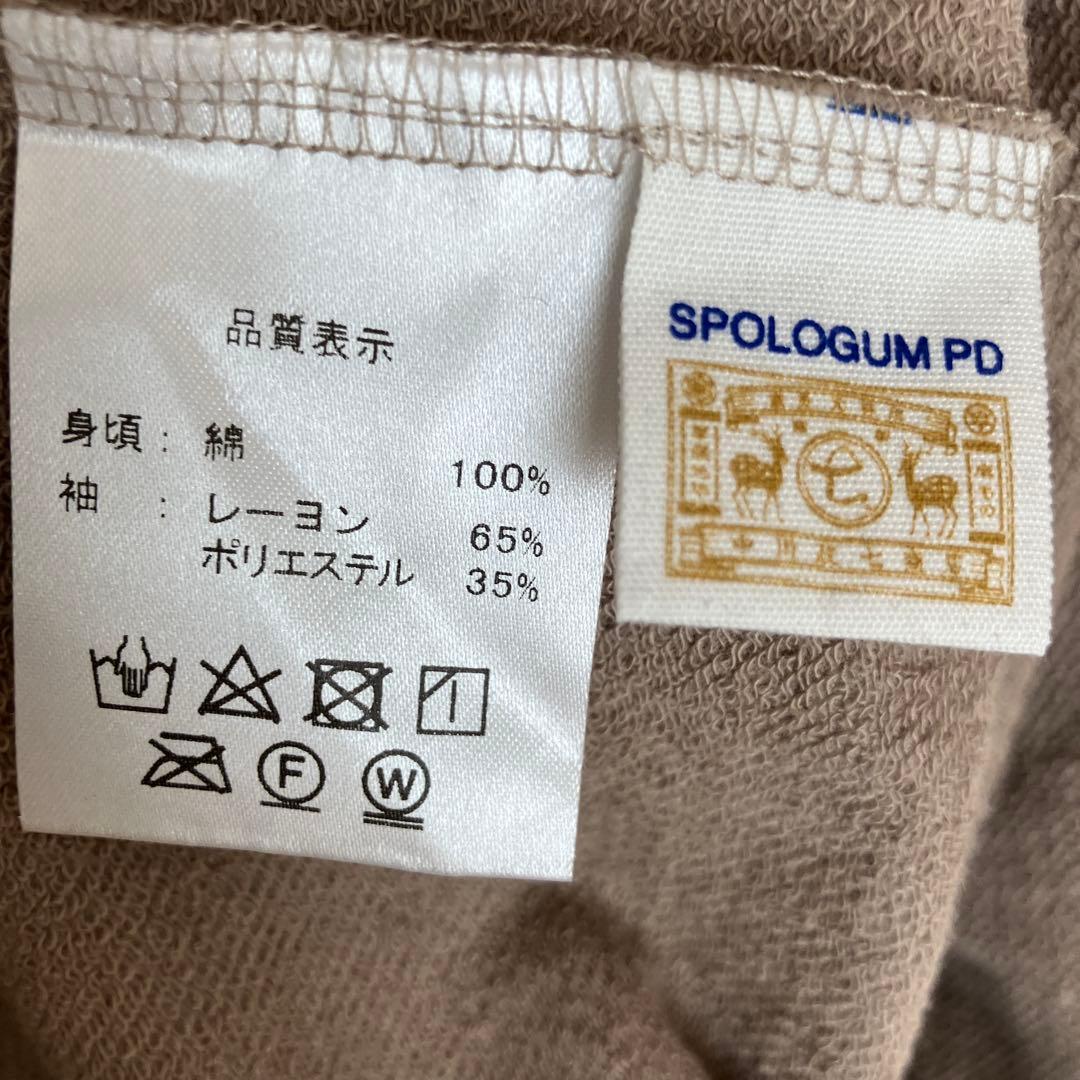 品質表示
身頃 : 綿 100%
袖 : レーヨン 65%
ポリエステル 35%
F
W
SPOLOGUM PD
七